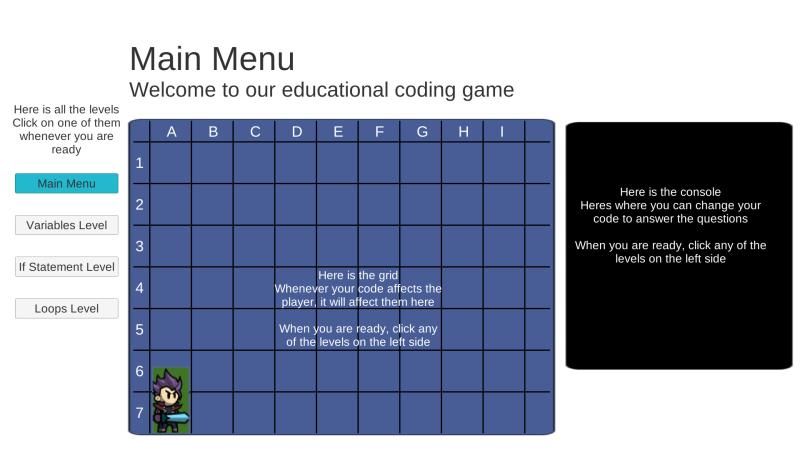 Main Menu
Welcome to our educational coding game
Here is all the levels
Click on one of them
whenever you are
ready
Main Menu
Variables Level
If Statement Level
Loops Level
A B C D E F G H I
1
2
3
4
5
6
7
Here is the grid
Whenever your code affects the
player, it will affect them here
When you are ready, click any
of the levels on the left side
Here is the console
Heres where you can change your
code to answer the questions
When you are ready, click any of the
levels on the left side